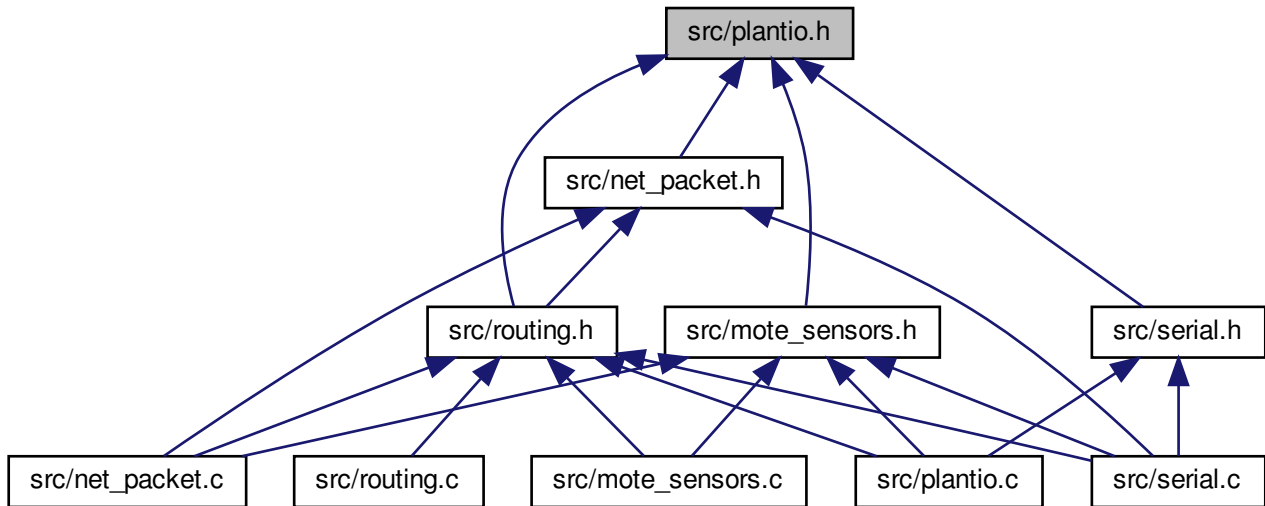 src/plantio.h
src/net_packet.h
src/routing.h
src/mote_sensors.h
src/serial.h
src/net_packet.c
src/routing.c
src/mote_sensors.c
src/plantio.c
src/serial.c